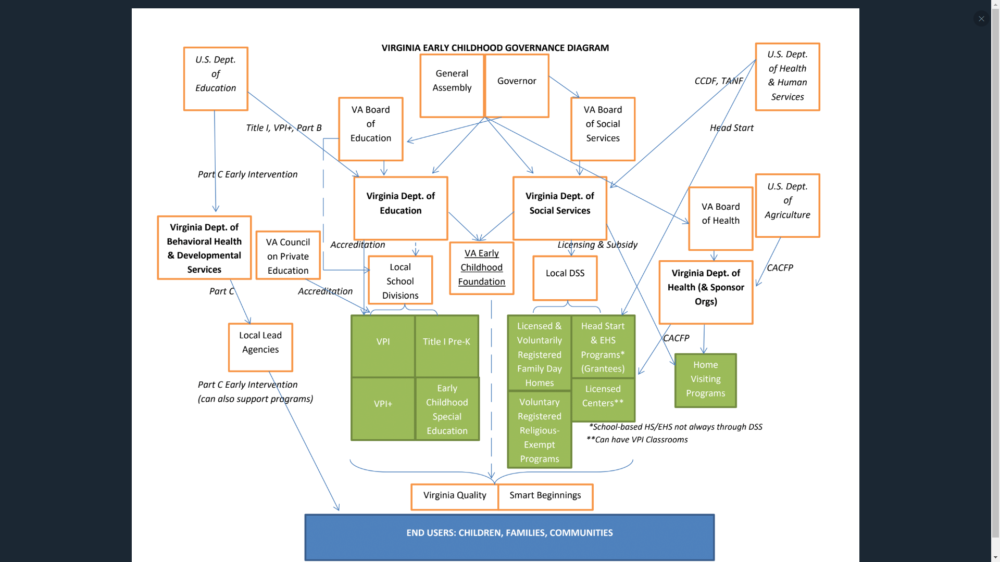 VIRGINIA EARLY CHILDHOOD GOVERNANCE DIAGRAM
U.S. Dept.
of
Education
General
Assembly
Governor
U.S. Dept.
of Health
& Human
Services
CCDF, TANF
VA Board
of
Education
VA Board
of Social
Services
Title I, VPI+, Part B
Head Start
Part C Early Intervention
Virginia Dept. of
Education
Virginia Dept. of
Social Services
VA Board
of Health
U.S. Dept.
of
Agriculture
Virginia Dept. of
Behavioral Health
& Developmental
Services
VA Council
on Private
Education
Accreditation
Licensing & Subsidy
Local
School
Divisions
VA Early
Childhood
Foundation
Local DSS
Virginia Dept. of
Health (& Sponsor
Orgs)
CACFP
Part C
Accreditation
Local Lead
Agencies
VPI
Title I Pre-K
VPI+
Early
Childhood
Special
Education
Licensed &
Voluntarily
Registered
Family Day
Homes
Head Start
& EHS
Programs*
(Grantees)
Voluntary
Registered
Religious-
Exempt
Programs
Licensed
Centers**
CACFP
Home
Visiting
Programs
Part C Early Intervention
(can also support programs)
*School-based HS/EHS not always through DSS
**Can have VPI Classrooms
Virginia Quality
Smart Beginnings
END USERS: CHILDREN, FAMILIES, COMMUNITIES